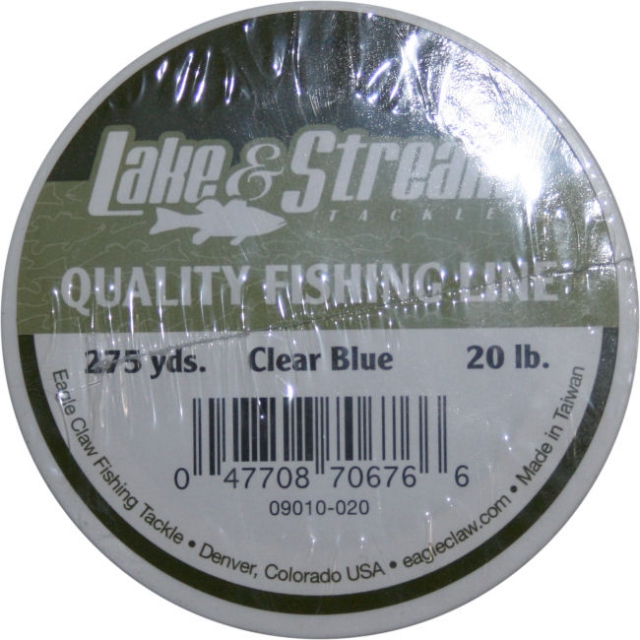 Lake & Stream
TACKLE
QUALITY FISHING LINE
275 yds. Clear Blue 20 lb.
0 47708 70676 6
09010-020
Eagle Claw Fishing Tackle • Denver, Colorado USA • eagleclaw.com • Made in Taiwan